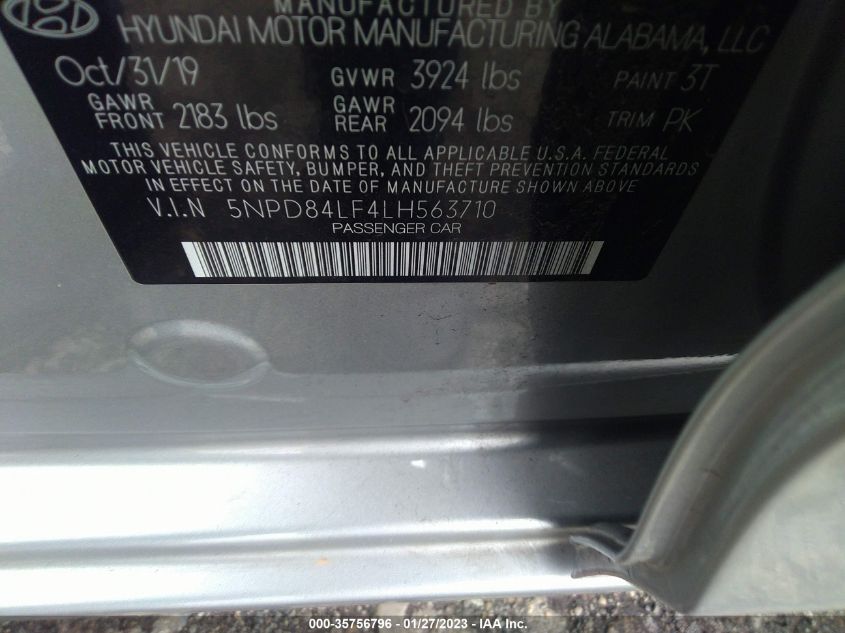 MANUFACTURED BY
HYUNDAI MOTOR MANUFACTURING ALABAMA, LLC
Oct/31/19 GVWR 3924 lbs PAINT 3T
GAWR FRONT 2183 lbs GAWR REAR 2094 lbs TRIM PK
THIS VEHICLE CONFORMS TO ALL APPLICABLE U.S.A. FEDERAL
MOTOR VEHICLE SAFETY, BUMPER, AND THEFT PREVENTION STANDARDS
IN EFFECT ON THE DATE OF MANUFACTURE SHOWN ABOVE
V.I.N 5NPD84LF4LH563710
PASSENGER CAR
000-35756796 - 01/27/2023 - IAA Inc.